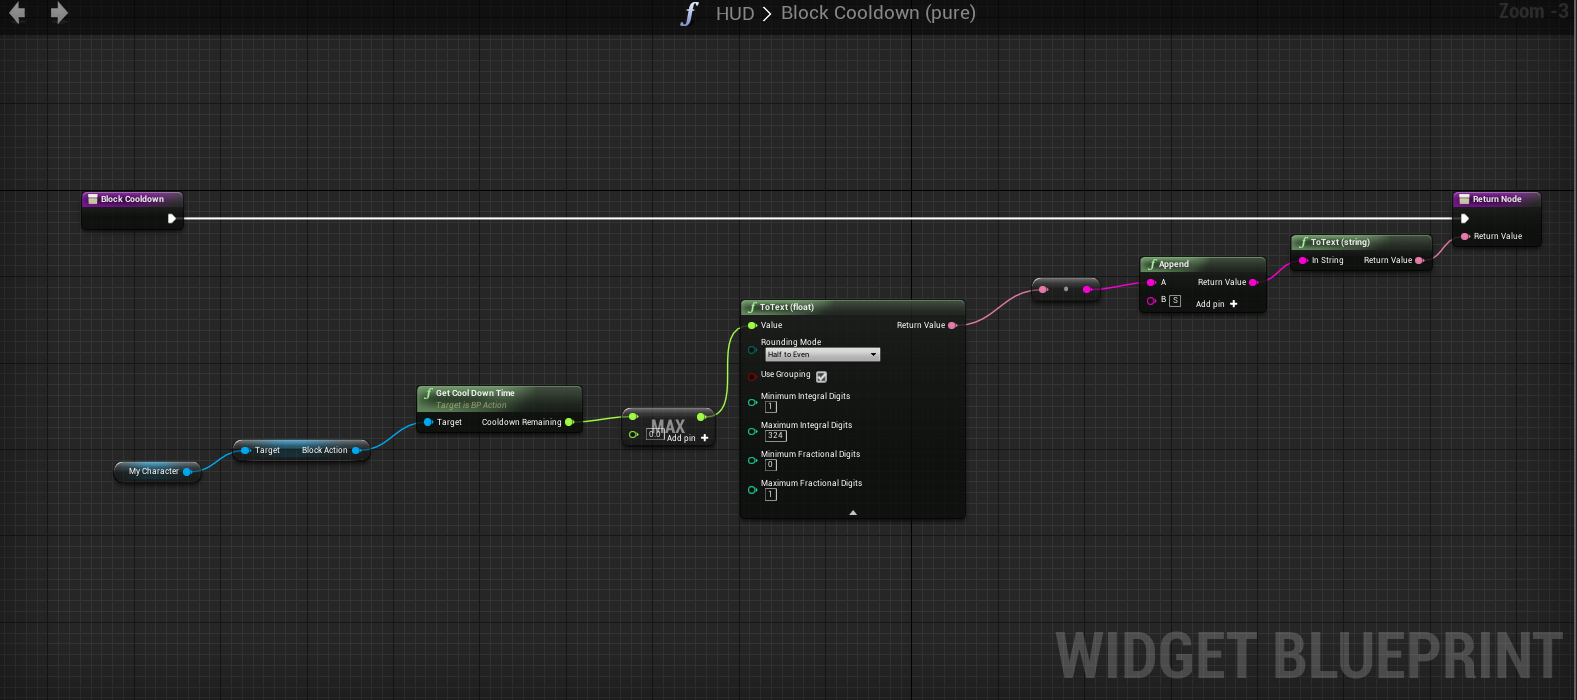 HUD > Block Cooldown (pure)
Zoom -3
Block Cooldown
Return Node
Return Value
ToText (string)
In String
Return Value
Append
A
Return Value
B S
Add pin
ToText (float)
Value
Return Value
Rounding Mode
Half to Even
Use Grouping
Minimum Integral Digits
1
Maximum Integral Digits
324
Minimum Fractional Digits
0
Maximum Fractional Digits
1
Get Cool Down Time
Target is BP Action
Target
Cooldown Remaining
MAX
0.0
Add pin
Target
Block Action
My Character
WIDGET BLUEPRINT